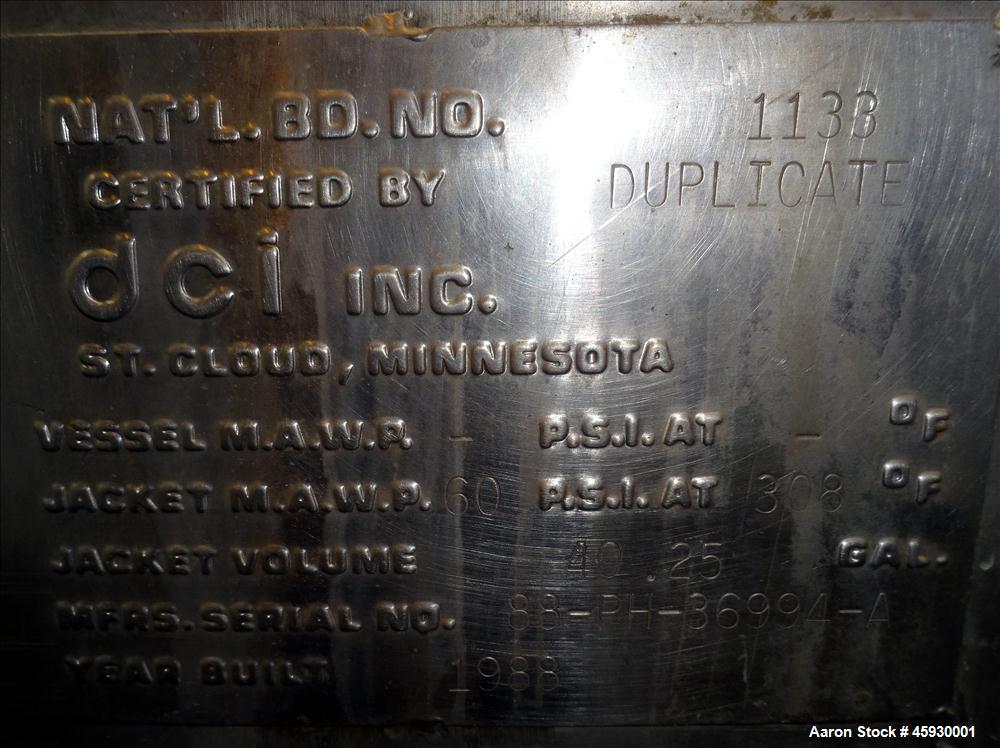 NAT'L. BD. NO. 1133
CERTIFIED BY DUPLICATE
dci INC.
ST. CLOUD, MINNESOTA
VESSEL M.A.W.P. - P.S.I. AT - °F
JACKET M.A.W.P. 60 P.S.I. AT 308 °F
JACKET VOLUME 40.25 GAL.
MFRS. SERIAL NO. 88-PH-36994-A
YEAR BUILT 1988
Aaron Stock # 45930001